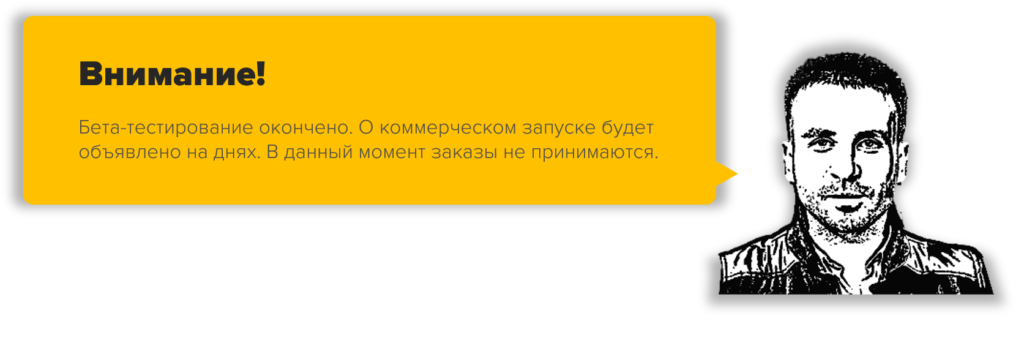 Внимание!
Бета-тестирование окончено. О коммерческом запуске будет
объявлено на днях. В данный момент заказы не принимаются.